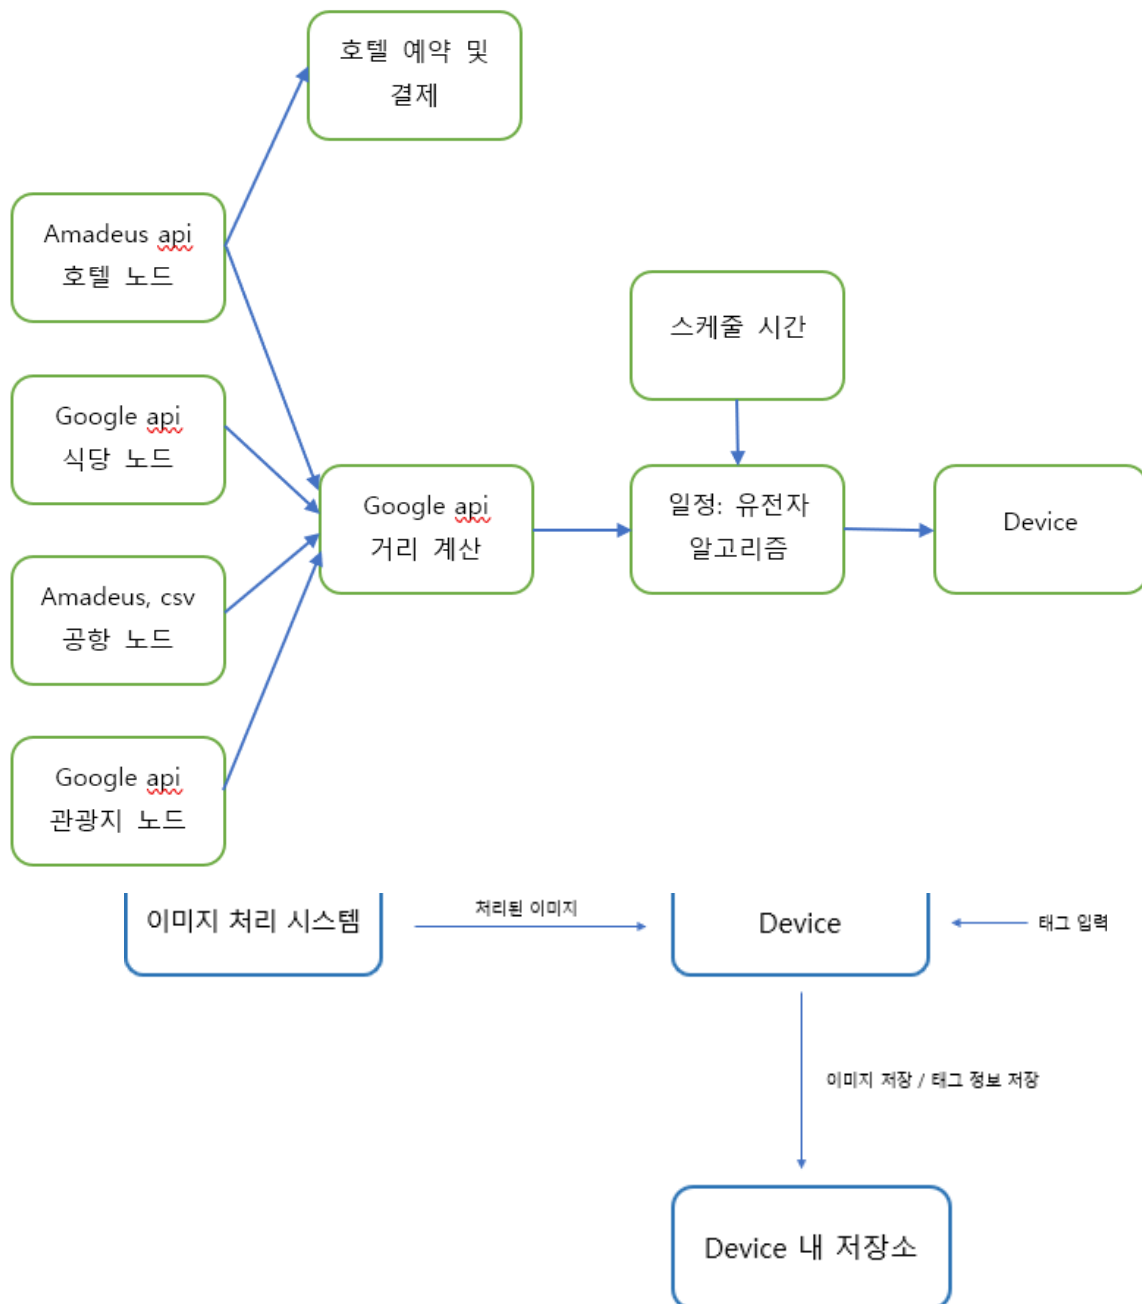 호텔 예약 및
결제
Amadeus api
호텔 노드
스케줄 시간
Google api
식당 노드
Google api
거리 계산
일정: 유전자
알고리즘
Device
Amadeus, csv
공항 노드
Google api
관광지 노드
이미지 처리 시스템
처리된 이미지
Device
태그 입력
이미지 저장 / 태그 정보 저장
Device 내 저장소